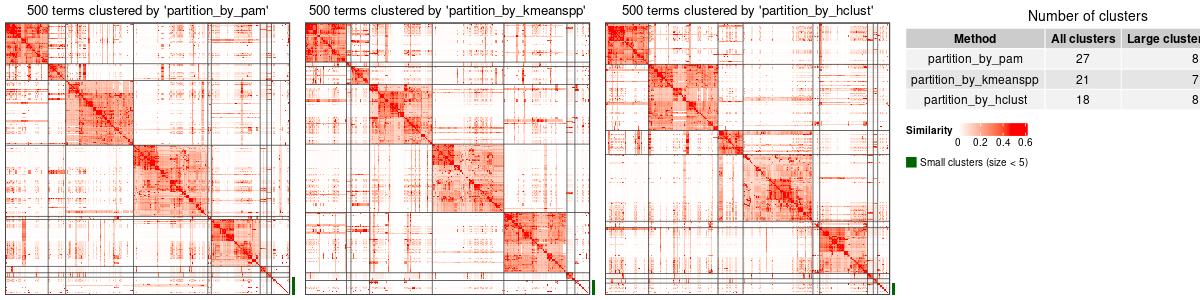 500 terms clustered by 'partition_by_pam'
500 terms clustered by 'partition_by_kmeanspp'
500 terms clustered by 'partition_by_hclust'
Number of clusters
Method All clusters Large cluster
partition_by_pam 27 8
partition_by_kmeanspp 21 7
partition_by_hclust 18 8
Similarity
0 0.2 0.4 0.6
Small clusters (size < 5)